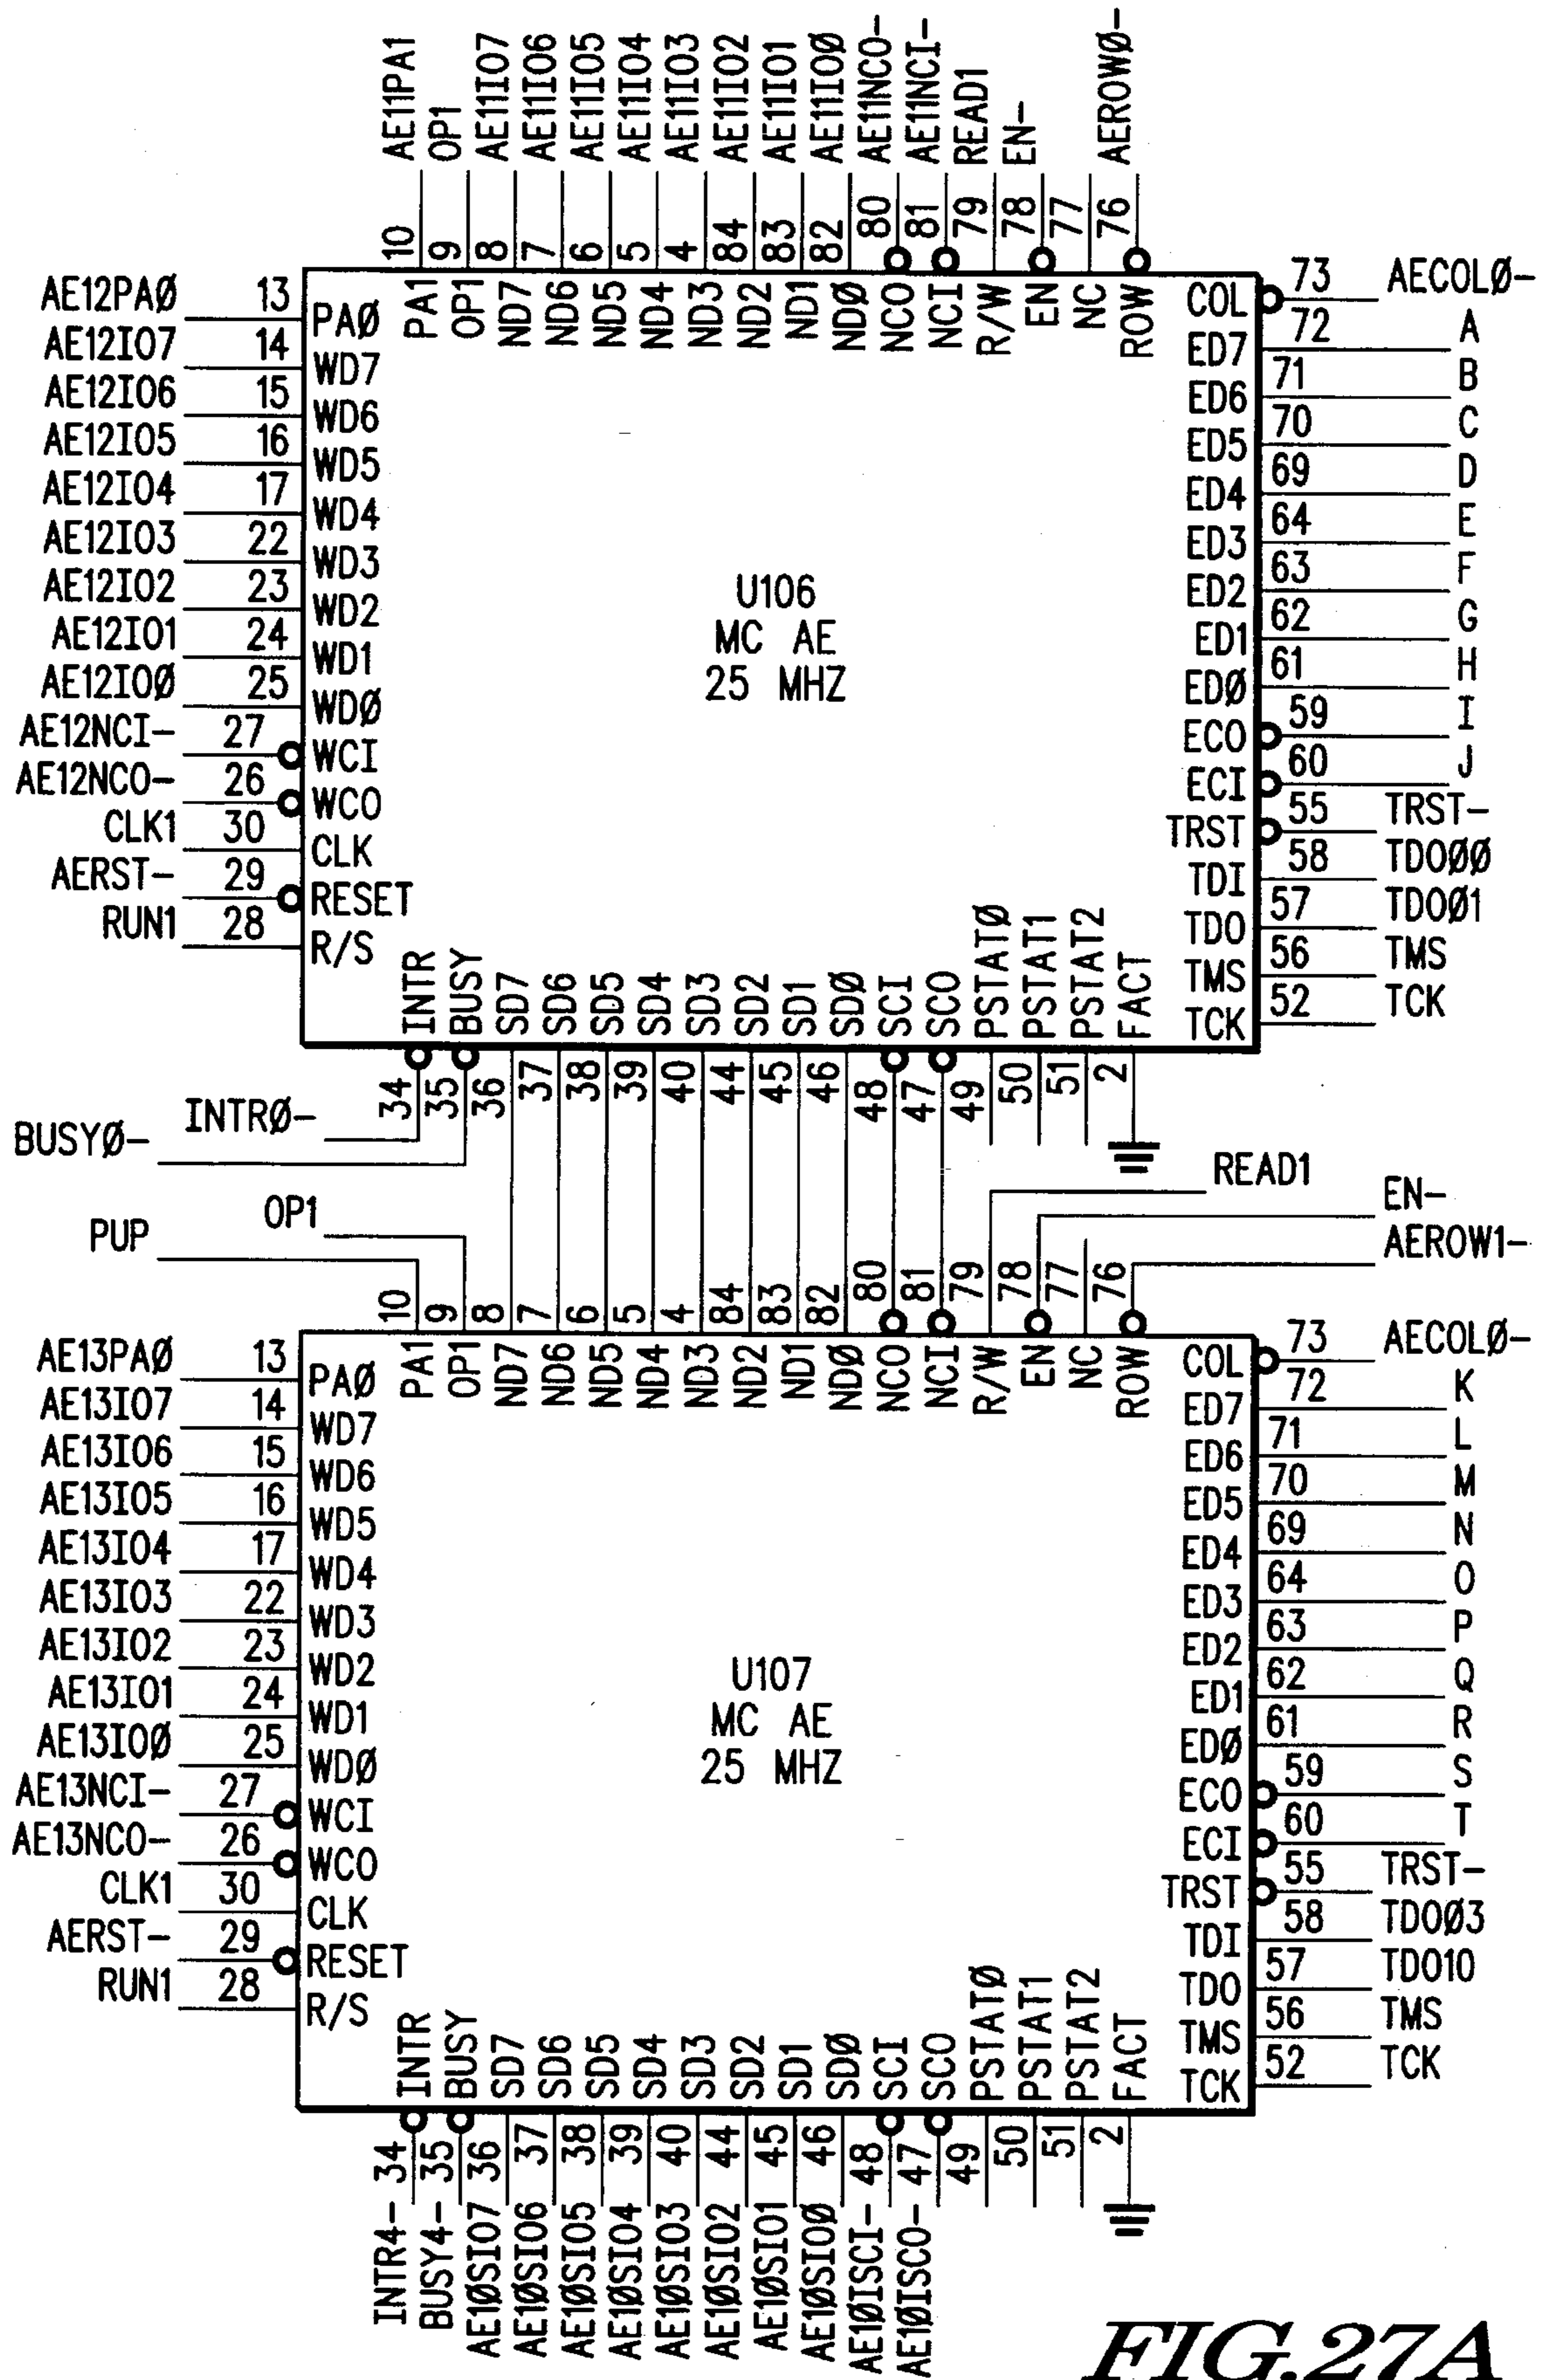 AE11PA1
OP1
AE11IO7
AE11IO6
AE11IO5
AE11IO4
AE11IO3
AE11IO2
AE11IO1
AE11IOØ
AE11NCO-
AE11NCI-
READ1
EN-
AEROWØ-
10 9 8 7 6 5 4 84 83 82 80 81 79 78 77 76
PA1 OP1 ND7 ND6 ND5 ND4 ND3 ND2 ND1 NDØ NCO NCI R/W EN NC ROW
AE12PAØ 13 PAØ
AE12IO7 14 WD7
AE12IO6 15 WD6
AE12IO5 16 WD5
AE12IO4 17 WD4
AE12IO3 22 WD3
AE12IO2 23 WD2
AE12IO1 24 WD1
AE12IOØ 25 WDØ
AE12NCI- 27 WCI
AE12NCO- 26 WCO
CLK1 30 CLK
AERST- 29 RESET
RUN1 28 R/S
U106
MC AE
25 MHZ
COL 73 AECOLØ-
ED7 72 A
ED6 71 B
ED5 70 C
ED4 69 D
ED3 64 E
ED2 63 F
ED1 62 G
EDØ 61 H
ECO 59 I
ECI 60 J
TRST 55 TRST-
TDI 58 TDOØØ
TDO 57 TDOØ1
TMS 56 TMS
TCK 52 TCK
INTR BUSY SD7 SD6 SD5 SD4 SD3 SD2 SD1 SDØ SCI SCO PSTATØ PSTAT1 PSTAT2 FACT
34 35 36 37 38 39 40 44 45 46 48 47 49 50 51 2
INTRØ-
BUSYØ-
READ1
EN-
OP1
PUP
AEROW1-
10 9 8 7 6 5 4 84 83 82 80 81 79 78 77 76
PA1 OP1 ND7 ND6 ND5 ND4 ND3 ND2 ND1 NDØ NCO NCI R/W EN NC ROW
AE13PAØ 13 PAØ
AE13IO7 14 WD7
AE13IO6 15 WD6
AE13IO5 16 WD5
AE13IO4 17 WD4
AE13IO3 22 WD3
AE13IO2 23 WD2
AE13IO1 24 WD1
AE13IOØ 25 WDØ
AE13NCI- 27 WCI
AE13NCO- 26 WCO
CLK1 30 CLK
AERST- 29 RESET
RUN1 28 R/S
U107
MC AE
25 MHZ
COL 73 AECOLØ-
ED7 72 K
ED6 71 L
ED5 70 M
ED4 69 N
ED3 64 O
ED2 63 P
ED1 62 Q
EDØ 61 R
ECO 59 S
ECI 60 T
TRST 55 TRST-
TDI 58 TDOØ3
TDO 57 TDO10
TMS 56 TMS
TCK 52 TCK
INTR BUSY SD7 SD6 SD5 SD4 SD3 SD2 SD1 SDØ SCI SCO PSTATØ PSTAT1 PSTAT2 FACT
34 35 36 37 38 39 40 44 45 46 48 47 49 50 51 2
INTR4-
BUSY4-
AE1ØSIO7
AE1ØSIO6
AE1ØSIO5
AE1ØSIO4
AE1ØSIO3
AE1ØSIO2
AE1ØSIO1
AE1ØSIOØ
AE1ØISCI-
AE1ØISCO-
FIG.27A